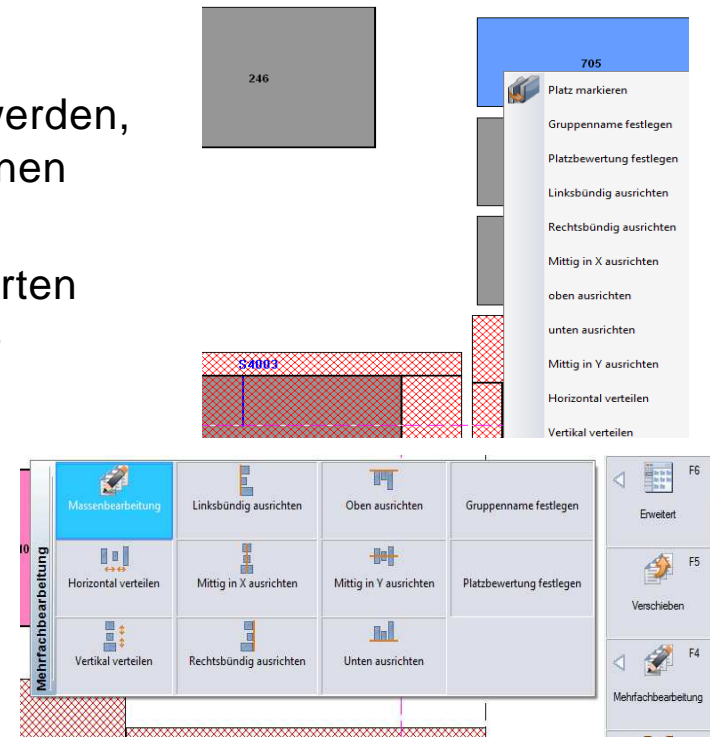 werden,
nen
rten
246
705
Platz markieren
Gruppenname festlegen
Platzbewertung festlegen
Linksbündig ausrichten
Rechtsbündig ausrichten
Mittig in X ausrichten
oben ausrichten
unten ausrichten
Mittig in Y ausrichten
Horizontal verteilen
Vertikal verteilen
S4003
Mehrfachbearbeitung
Massenbearbeitung
Linksbündig ausrichten
Oben ausrichten
Gruppenname festlegen
Horizontal verteilen
Mittig in X ausrichten
Mittig in Y ausrichten
Platzbewertung festlegen
Vertikal verteilen
Rechtsbündig ausrichten
Unten ausrichten
F6
Erweitert
F5
Verschieben
F4
Mehrfachbearbeitung